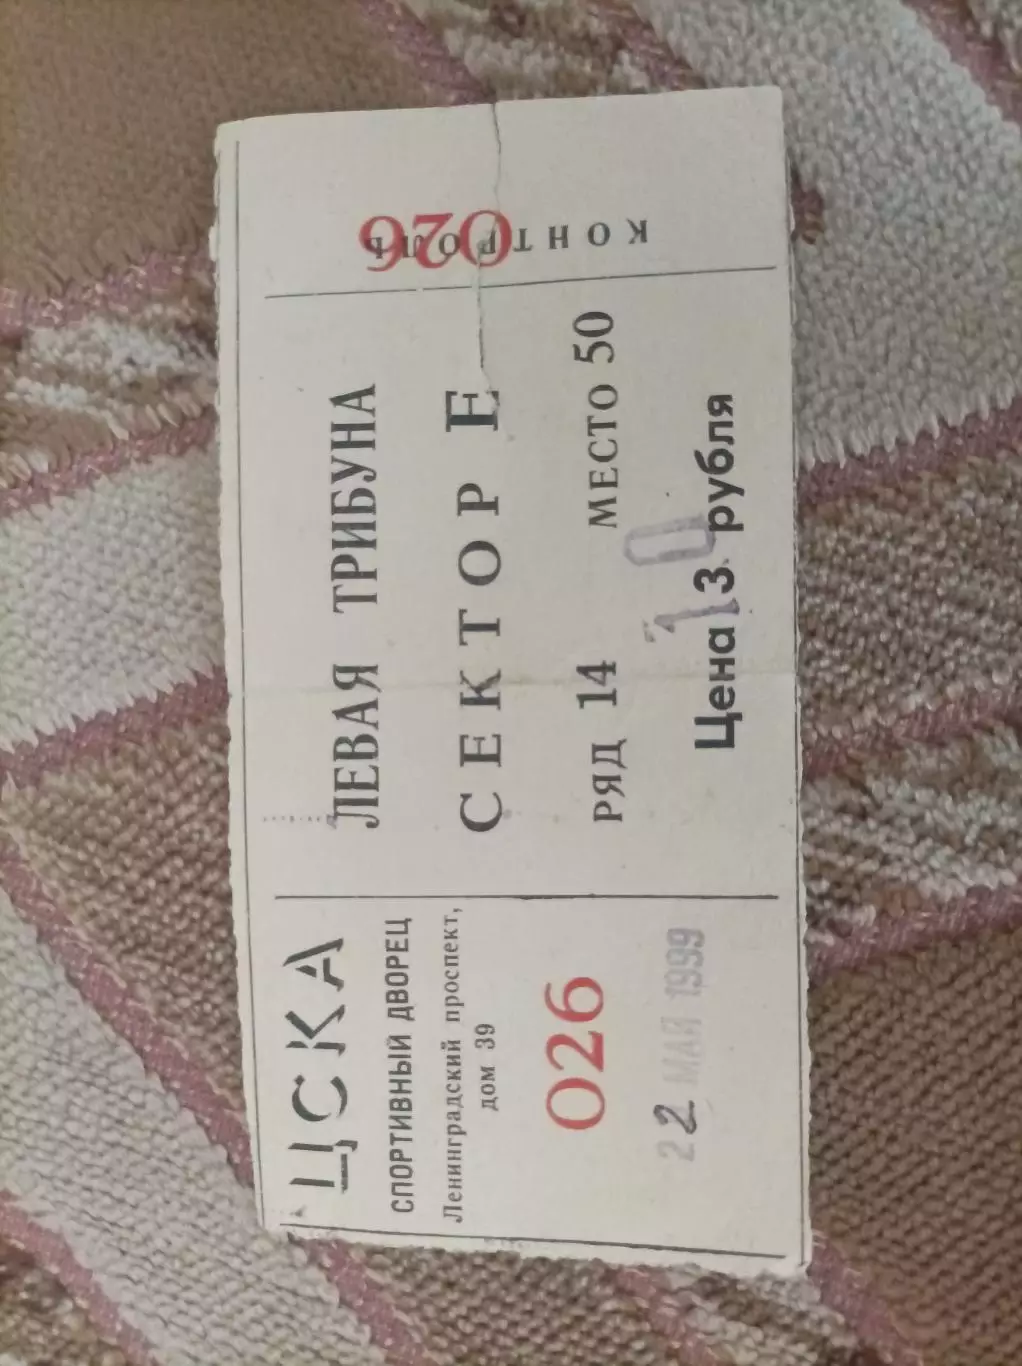 ЦСКА
СПОРТИВНЫЙ ДВОРЕЦ
Ленинградский проспект,
дом 39
026
22 МАЙ 1999
ЛЕВАЯ ТРИБУНА
СЕКТОР Е
РЯД 14 МЕСТО 50
10
Цена 3 рубля
КОНТРОЛЬ
026